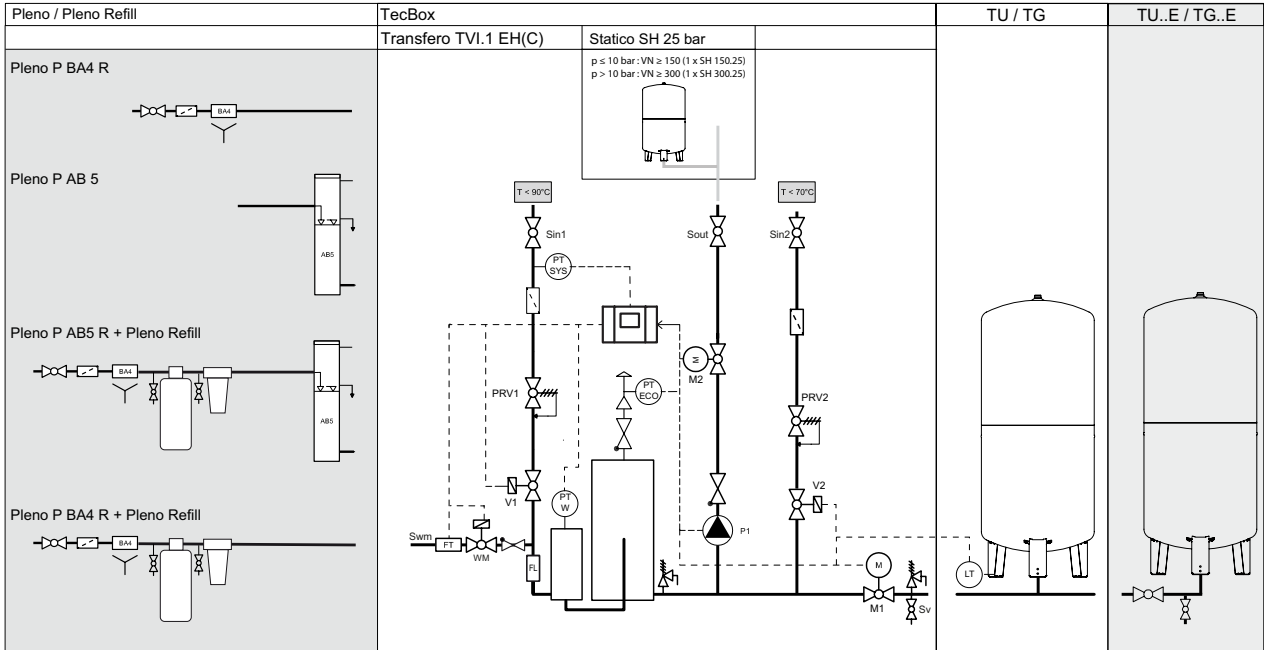 Pleno / Pleno Refill
TecBox
TU / TG
TU..E / TG..E
Transfero TVI.1 EH(C)
Statico SH 25 bar
p ≤ 10 bar : VN ≥ 150 (1 x SH 150.25)
p > 10 bar : VN ≥ 300 (1 x SH 300.25)
Pleno P BA4 R
BA4
Pleno P AB 5
AB5
Pleno P AB5 R + Pleno Refill
BA4
AB5
Pleno P BA4 R + Pleno Refill
BA4
T < 90°C
T < 70°C
Sin1
Sout
Sin2
PT
SYS
M
M2
PT
ECO
PRV1
PRV2
V1
V2
PT
W
P1
Swm
FT
WM
FL
M
M1
Sv
LT